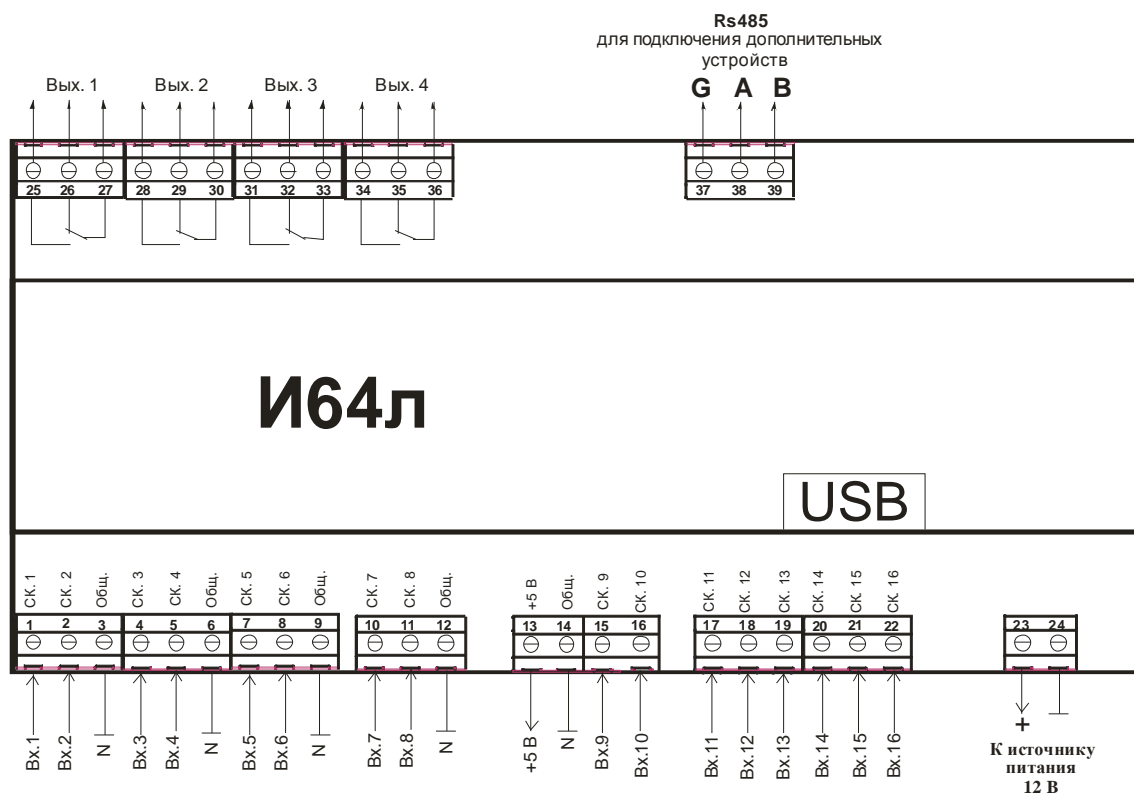 Rs485
для подключения дополнительных
устройств
G A B
Вых. 1 Вых. 2 Вых. 3 Вых. 4
25 26 27 28 29 30 31 32 33 34 35 36 37 38 39
И64л
USB
СК. 1 СК. 2 Общ. СК. 3 СК. 4 Общ. СК. 5 СК. 6 Общ. СК. 7 СК. 8 Общ. +5 В Общ. СК. 9 СК. 10 СК. 11 СК. 12 СК. 13 СК. 14 СК. 15 СК. 16
1 2 3 4 5 6 7 8 9 10 11 12 13 14 15 16 17 18 19 20 21 22 23 24
Вх.1 Вх.2 N Вх.3 Вх.4 N Вх.5 Вх.6 N Вх.7 Вх.8 N +5 В N Вх.9 Вх.10 Вх.11 Вх.12 Вх.13 Вх.14 Вх.15 Вх.16 +
К источнику
питания
12 В